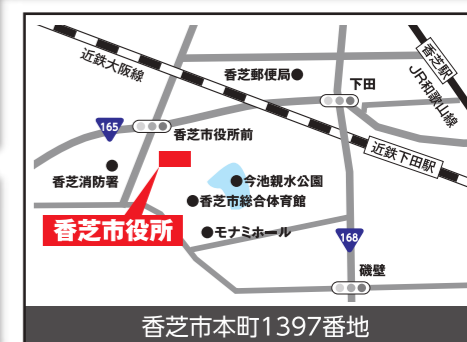 近鉄大阪線
香芝郵便局
下田
香芝駅
JR和歌山線
165
香芝市役所前
近鉄下田駅
香芝消防署
今池親水公園
香芝市総合体育館
香芝市役所
モナミホール
168
磯壁
香芝市本町1397番地